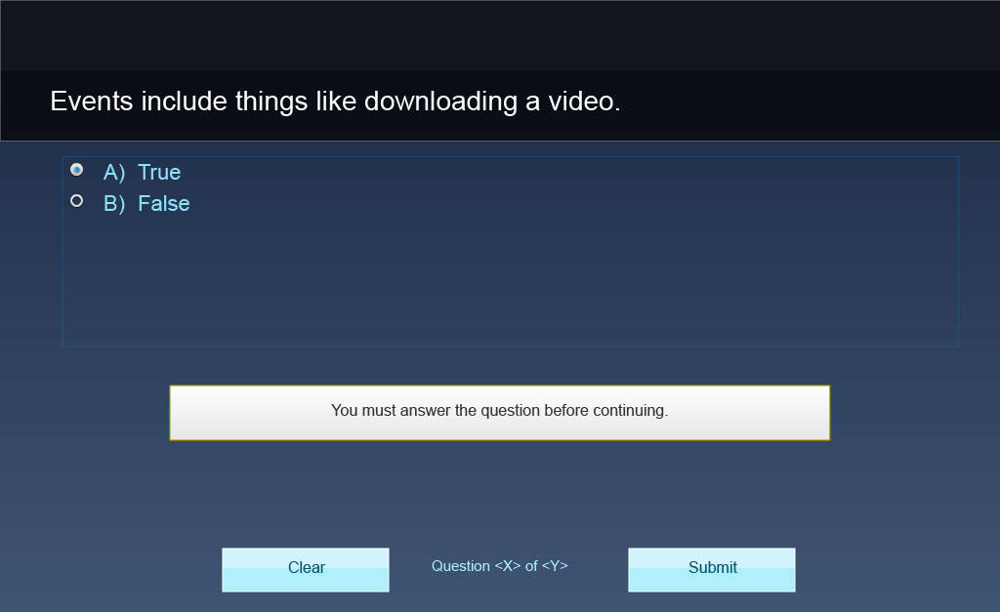 Events include things like downloading a video.
A) True
B) False
You must answer the question before continuing.
Clear
Question <X> of <Y>
Submit